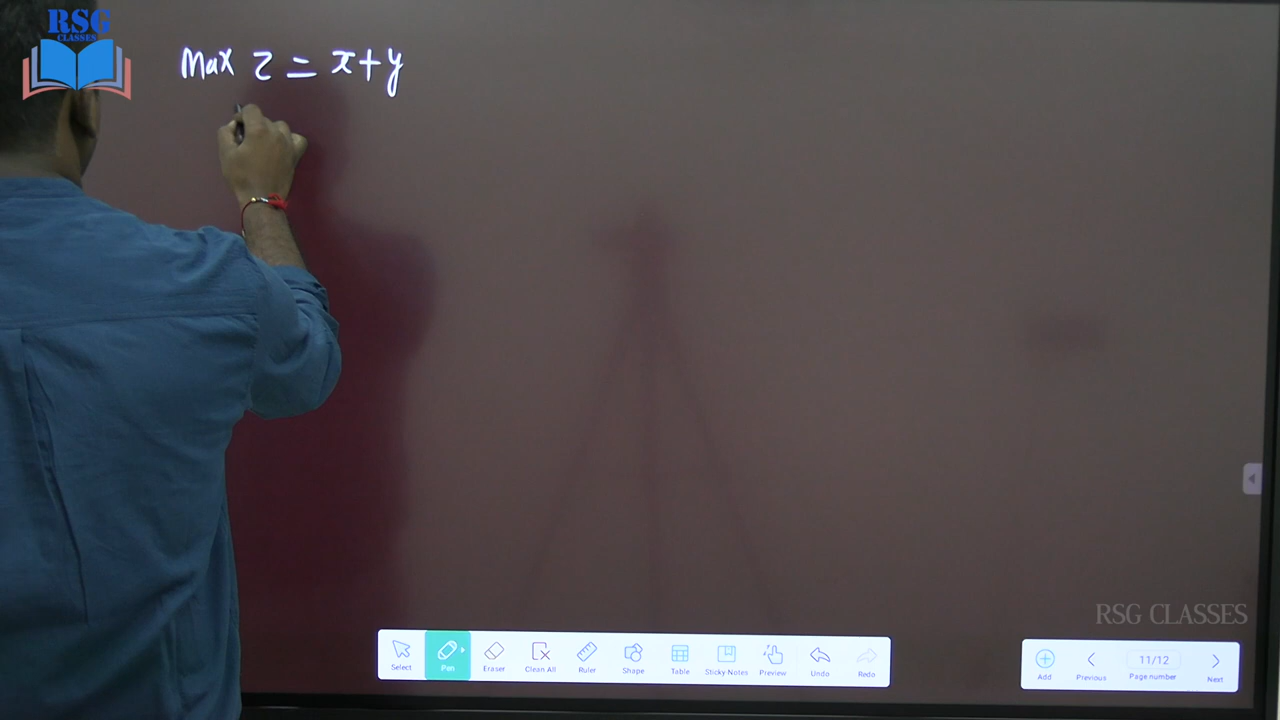 RSG
CLASSES
Max z = x+y
RSG CLASSES
Select
Pen
Eraser
Clean All
Ruler
Shape
Table
Sticky Notes
Preview
Undo
Redo
Add
Previous
11/12
Page number
Next